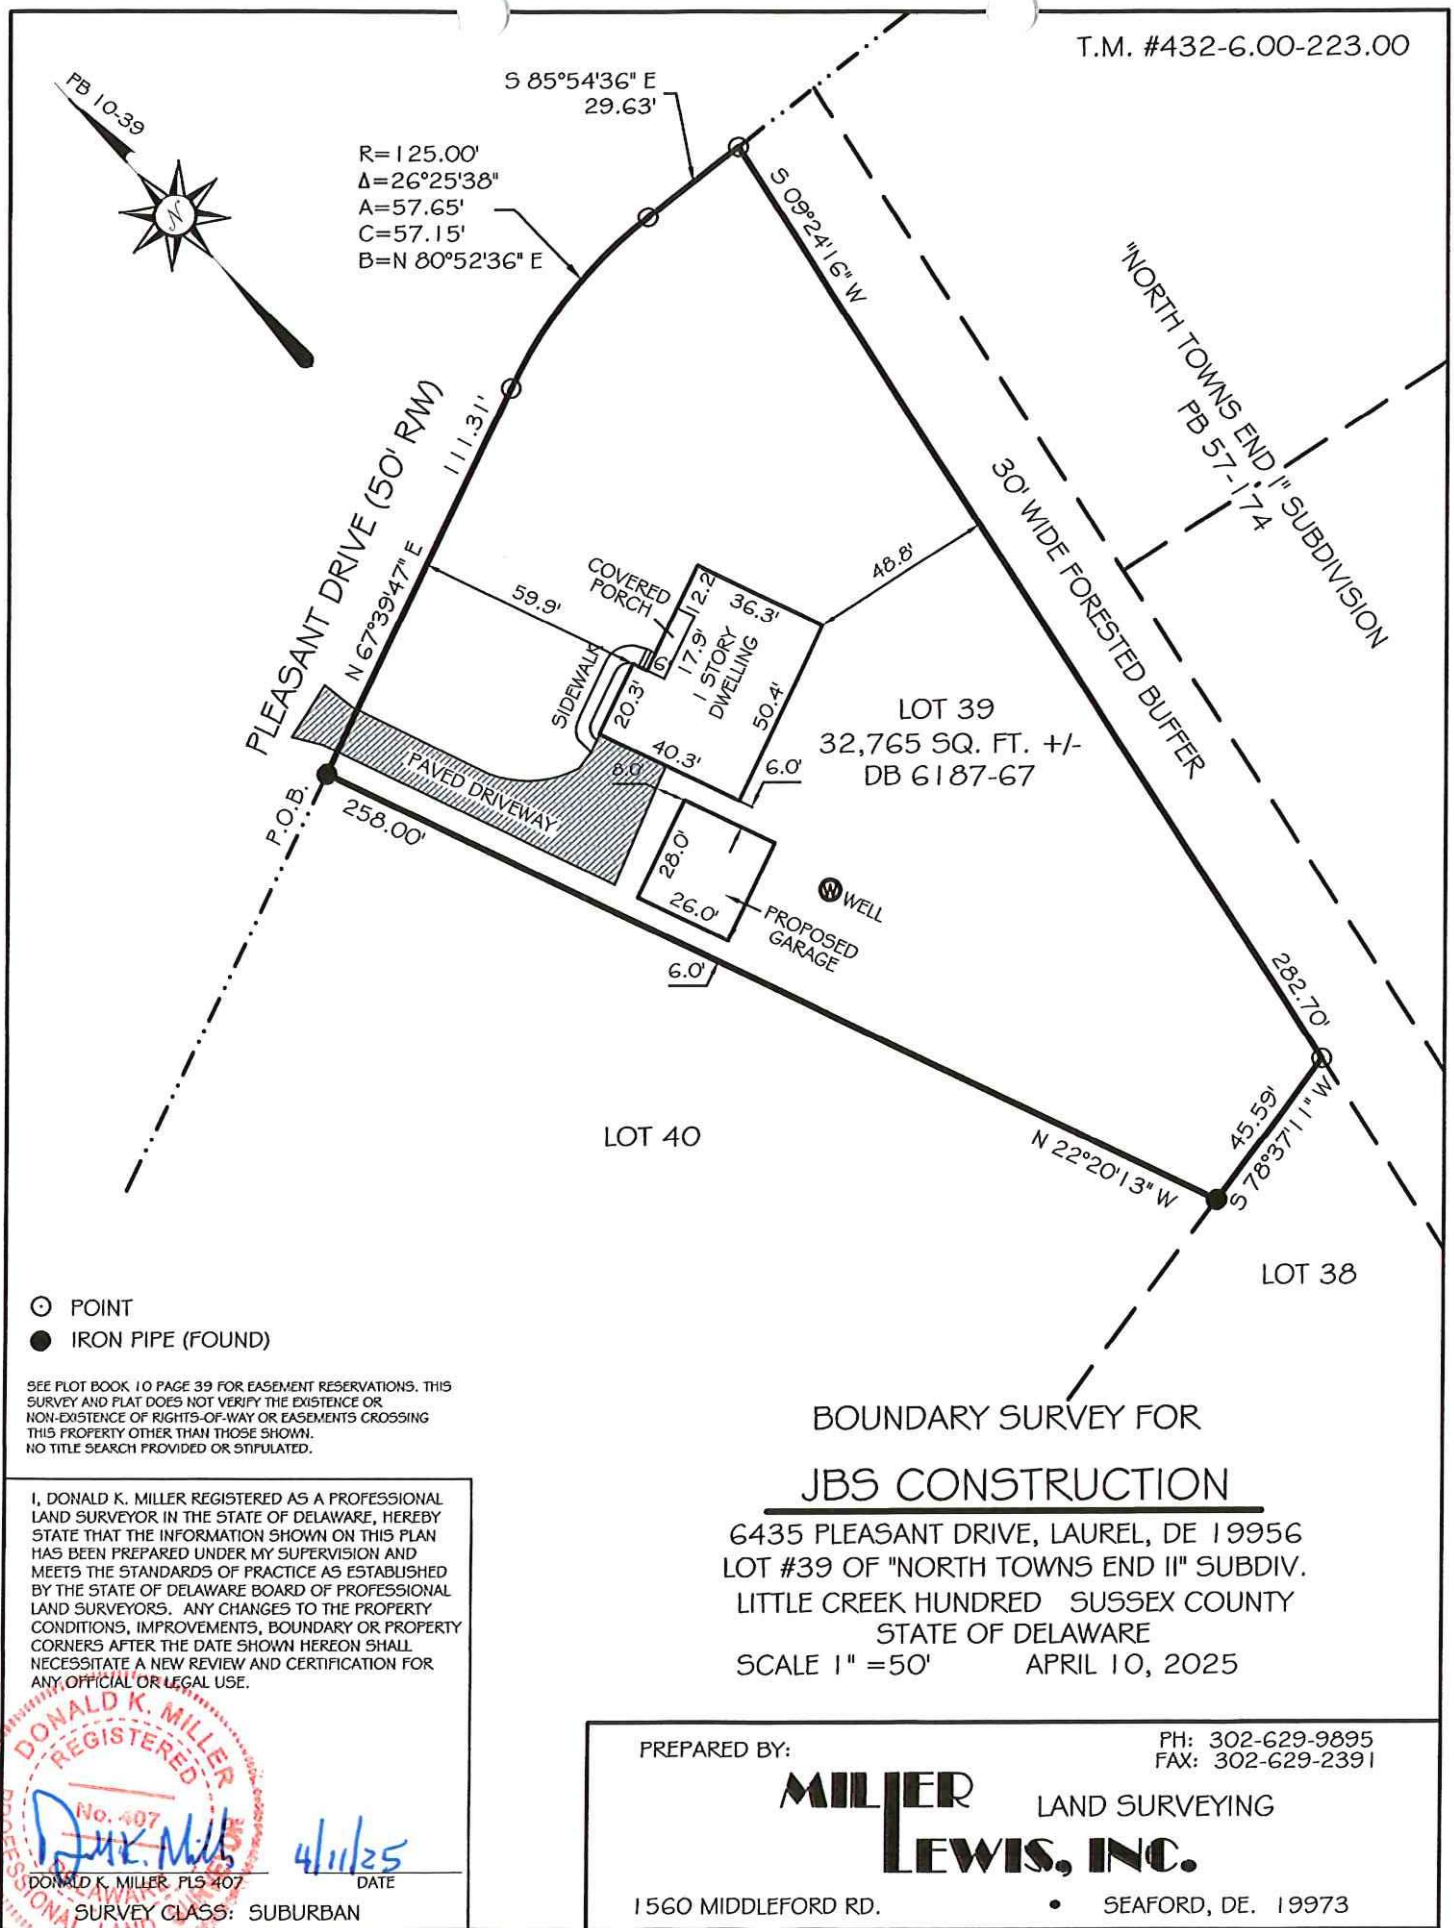 T.M. #432-6.00-223.00
PB 10-39
N
S 85°54'36" E
29.63'
R=125.00'
Δ=26°25'38"
A=57.65'
C=57.15'
B=N 80°52'36" E
S 09°24'16" W
"NORTH TOWNS END I" SUBDIVISION
PB 57-174
30' WIDE FORESTED BUFFER
PLEASANT DRIVE (50' R/W)
111.31'
N 67°39'47" E
59.9'
48.8'
COVERED
PORCH
12.2
36.3'
17.9'
6'
1 STORY
DWELLING
SIDEWALK
20.3'
50.4'
40.3'
LOT 39
32,765 SQ. FT. +/-
DB 6187-67
PAVED DRIVEWAY
8.0'
6.0'
P.O.B.
258.00'
28.0'
26.0'
W WELL
PROPOSED
GARAGE
6.0'
282.70'
45.59'
S 78°37'11" W
N 22°20'13" W
LOT 40
LOT 38
POINT
IRON PIPE (FOUND)
SEE PLOT BOOK 10 PAGE 39 FOR EASEMENT RESERVATIONS. THIS
SURVEY AND PLAT DOES NOT VERIFY THE EXISTENCE OR
NON-EXISTENCE OF RIGHTS-OF-WAY OR EASEMENTS CROSSING
THIS PROPERTY OTHER THAN THOSE SHOWN.
NO TITLE SEARCH PROVIDED OR STIPULATED.
I, DONALD K. MILLER REGISTERED AS A PROFESSIONAL
LAND SURVEYOR IN THE STATE OF DELAWARE, HEREBY
STATE THAT THE INFORMATION SHOWN ON THIS PLAN
HAS BEEN PREPARED UNDER MY SUPERVISION AND
MEETS THE STANDARDS OF PRACTICE AS ESTABLISHED
BY THE STATE OF DELAWARE BOARD OF PROFESSIONAL
LAND SURVEYORS. ANY CHANGES TO THE PROPERTY
CONDITIONS, IMPROVEMENTS, BOUNDARY OR PROPERTY
CORNERS AFTER THE DATE SHOWN HEREON SHALL
NECESSITATE A NEW REVIEW AND CERTIFICATION FOR
ANY OFFICIAL OR LEGAL USE.
DONALD K. MILLER
REGISTERED
No. 407
DELAWARE
PROFESSIONAL LAND SURVEYOR
4/11/25
DONALD K. MILLER PLS 407
DATE
SURVEY CLASS: SUBURBAN
BOUNDARY SURVEY FOR
JBS CONSTRUCTION
6435 PLEASANT DRIVE, LAUREL, DE 19956
LOT #39 OF "NORTH TOWNS END II" SUBDIV.
LITTLE CREEK HUNDRED SUSSEX COUNTY
STATE OF DELAWARE
SCALE 1" =50' APRIL 10, 2025
PREPARED BY:
PH: 302-629-9895
FAX: 302-629-2391
MILLER
LEWIS, INC.
LAND SURVEYING
1560 MIDDLEFORD RD. • SEAFORD, DE. 19973